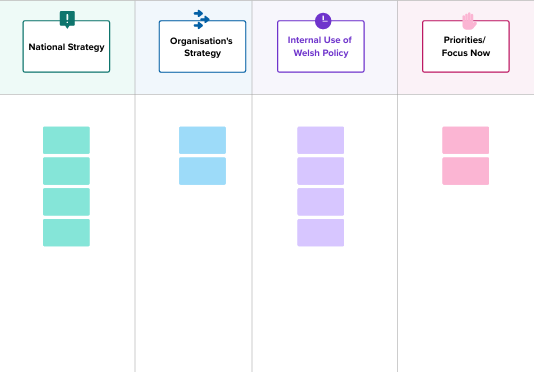 National Strategy
Organisation's
Strategy
Internal Use of
Welsh Policy
Priorities/
Focus Now